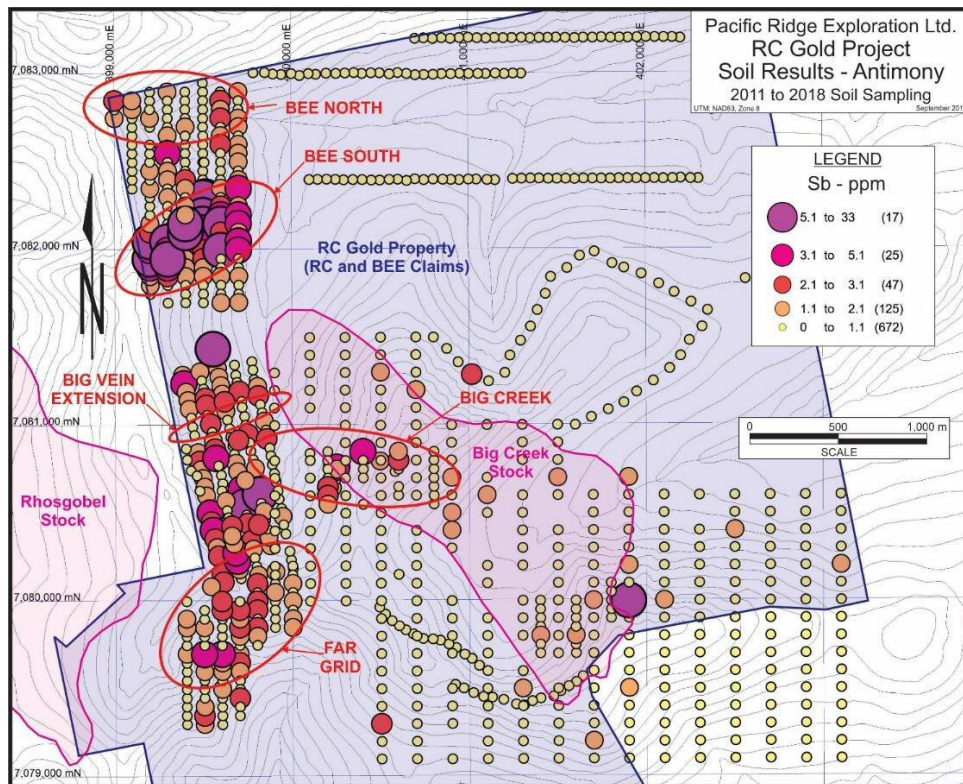 Pacific Ridge Exploration Ltd.
RC Gold Project
Soil Results - Antimony
2011 to 2018 Soil Sampling
UTM: NAD83, Zone 8
September 201
399,000 mE
401,000 mE
402,000 mE
7,083,000 mN
BEE NORTH
BEE SOUTH
LEGEND
Sb - ppm
5.1 to 33 (17)
3.1 to 5.1 (25)
2.1 to 3.1 (47)
1.1 to 2.1 (125)
0 to 1.1 (672)
7,082,000 mN
RC Gold Property
(RC and BEE Claims)
N
BIG VEIN
EXTENSION
BIG CREEK
7,081,000 mN
0 500 1,000 m
SCALE
Big Creek
Stock
Rhosgobel
Stock
7,080,000 mN
FAR
GRID
7,079,000 mN